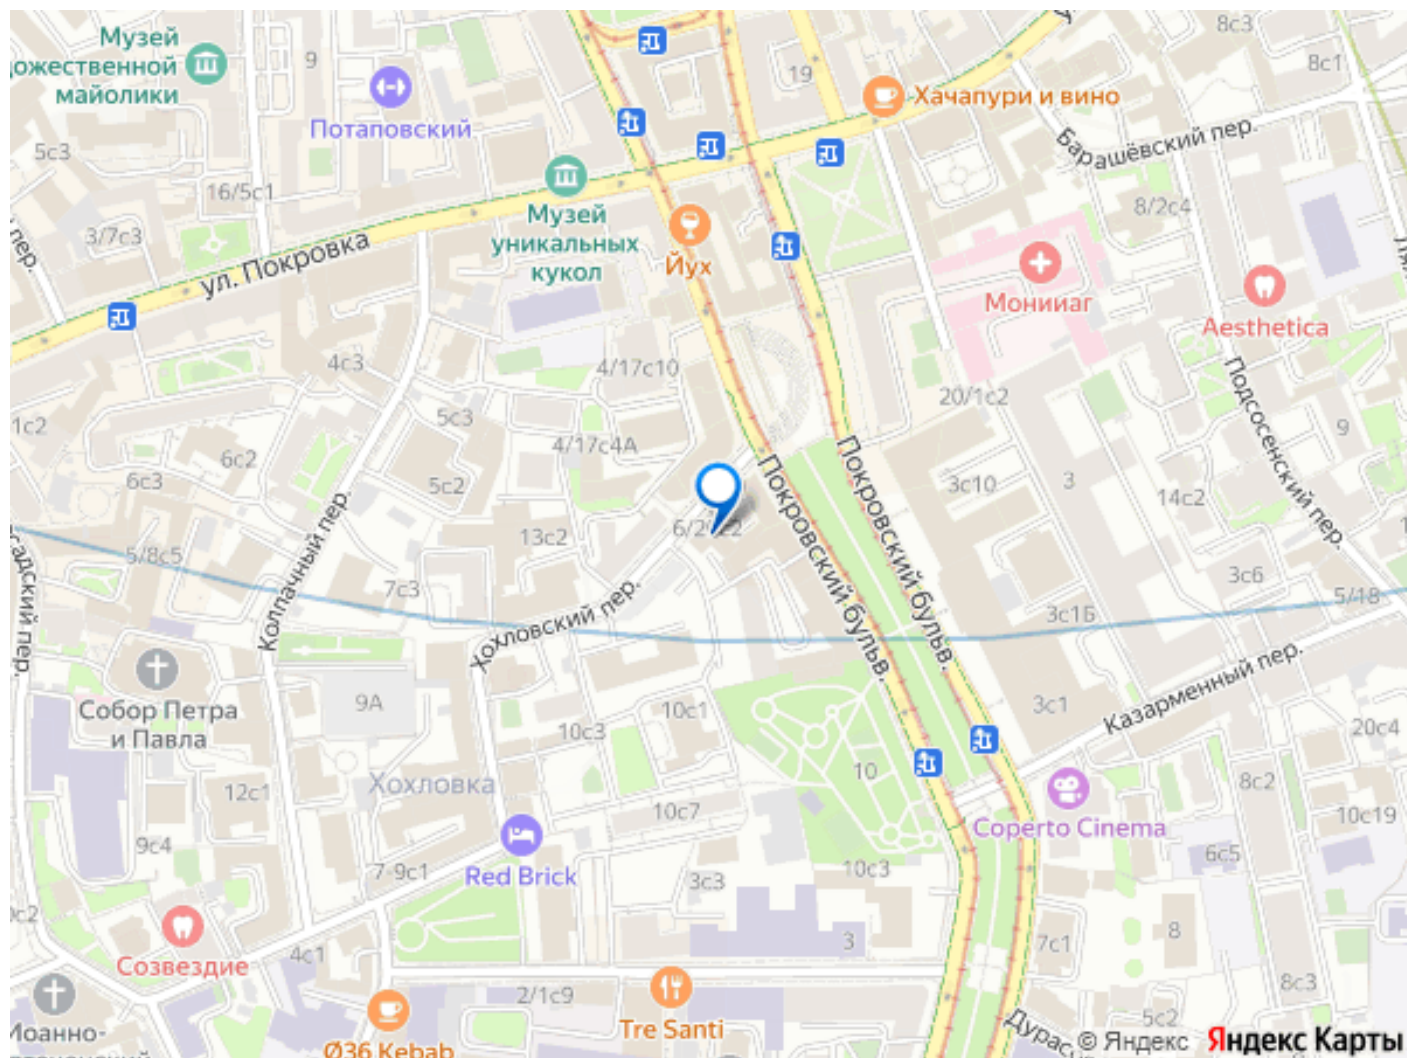 Музей
ожественной
майолики
9
Потаповский
5с3
16/5с1
3/7с3
пер.
ул. Покровка
Музей
уникальных
кукол
Йух
19
Хачапури и вино
8с3
8с1
Барашёвский пер.
8/2с4
Мониираг
Aesthetica
4с3
4/17с10
1с2
5с3
6с2
6с3
5с2
4/17с4А
20/1с2
Подсосенский пер.
9
3с10
3
14с2
Покровский бульв.
Покровский бульв.
Колпачный пер.
13с2
5/8с5
7с3
Хохловский пер.
3с6
5/18
3с1б
садский пер.
Казарменный пер.
Собор Петра
и Павла
9А
10с3
10с1
3с1
20с4
Хохловка
12с1
10
8с2
10с7
Coperto Cinema
10с19
9с4
7-9с1
Red Brick
3с3
10с3
6с5
Созвездие
4с1
3
7с1
8
2/1с9
Tre Santi
8с3
Иоанно-
Ø36 Kebab
5с2
© Яндекс Яндекс Карты